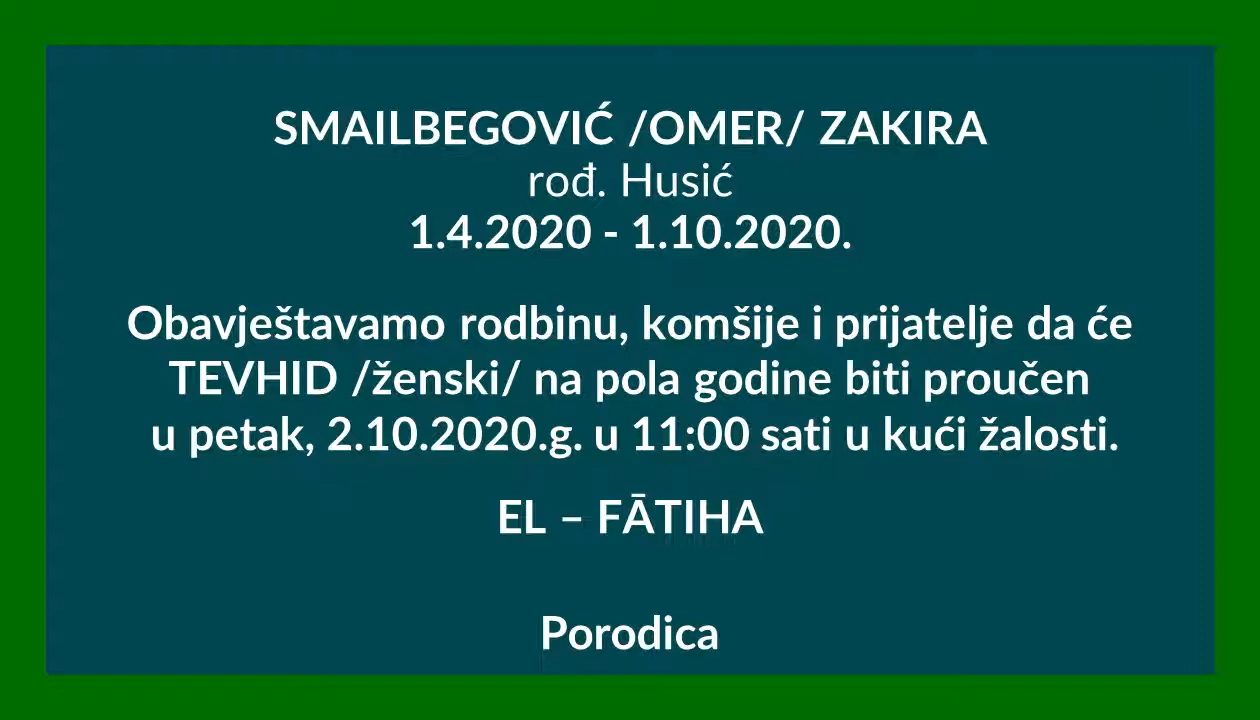 SMAILBEGOVIĆ /OMER/ ZAKIRA
rođ. Husić
1.4.2020 - 1.10.2020.
Obavještavamo rodbinu, komšije i prijatelje da će
TEVHID /ženski/ na pola godine biti proučen
u petak, 2.10.2020.g. u 11:00 sati u kući žalosti.
EL – FĀTIHA
Porodica